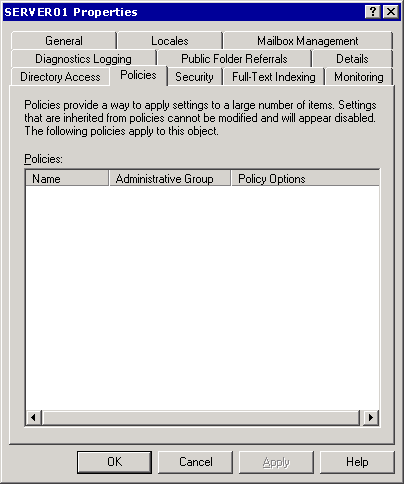 SERVER01 Properties
General Locales Mailbox Management
Diagnostics Logging Public Folder Referrals Details
Directory Access Policies Security Full-Text Indexing Monitoring
Policies provide a way to apply settings to a large number of items. Settings
that are inherited from policies cannot be modified and will appear disabled.
The following policies apply to this object.
Policies:
Name Administrative Group Policy Options
OK Cancel Apply Help